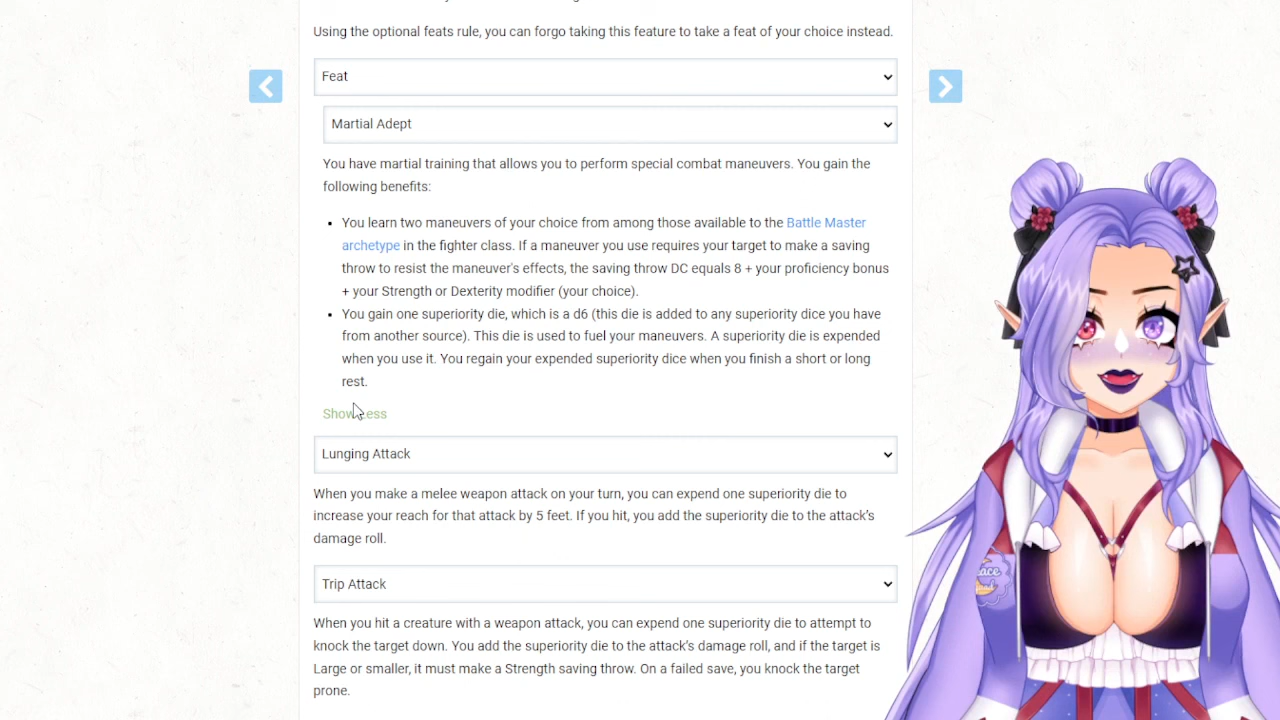 Using the optional feats rule, you can forgo taking this feature to take a feat of your choice instead.
Feat
Martial Adept
You have martial training that allows you to perform special combat maneuvers. You gain the
following benefits:
▪ You learn two maneuvers of your choice from among those available to the Battle Master
archetype in the fighter class. If a maneuver you use requires your target to make a saving
throw to resist the maneuver's effects, the saving throw DC equals 8 + your proficiency bonus
+ your Strength or Dexterity modifier (your choice).
▪ You gain one superiority die, which is a d6 (this die is added to any superiority dice you have
from another source). This die is used to fuel your maneuvers. A superiority die is expended
when you use it. You regain your expended superiority dice when you finish a short or long
rest.
Show Less
Lunging Attack
When you make a melee weapon attack on your turn, you can expend one superiority die to
increase your reach for that attack by 5 feet. If you hit, you add the superiority die to the attack's
damage roll.
Trip Attack
When you hit a creature with a weapon attack, you can expend one superiority die to attempt to
knock the target down. You add the superiority die to the attack's damage roll, and if the target is
Large or smaller, it must make a Strength saving throw. On a failed save, you knock the target
prone.